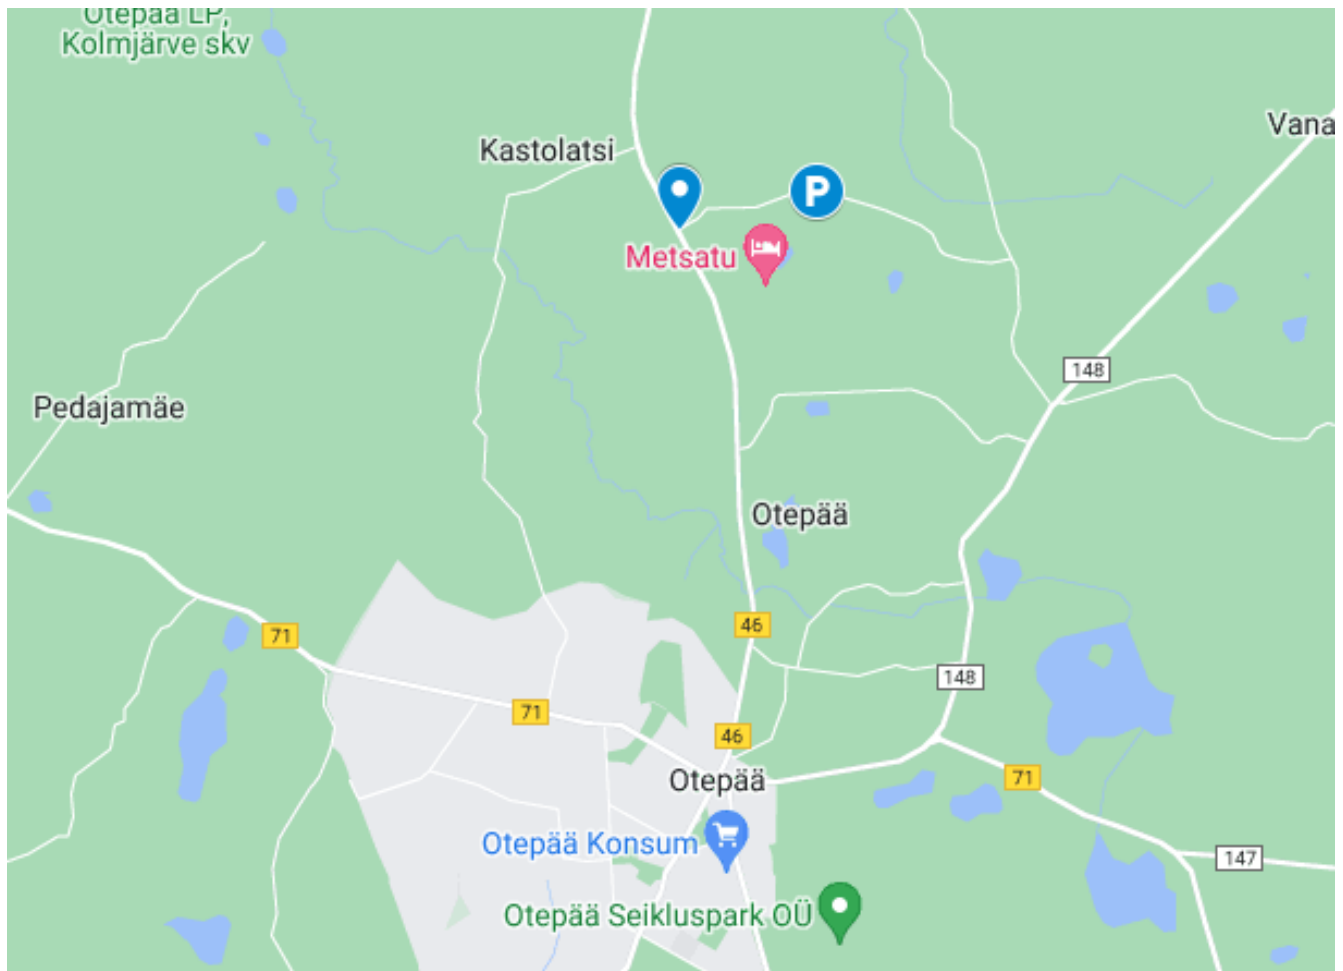 Otepää LP,
Kolmjärve skv
Vana
Kastolatsi
P
Metsatu
148
Pedajamäe
Otepää
46
71
148
71
46
Otepää
71
Otepää Konsum
147
Otepää Seikluspark OÜ